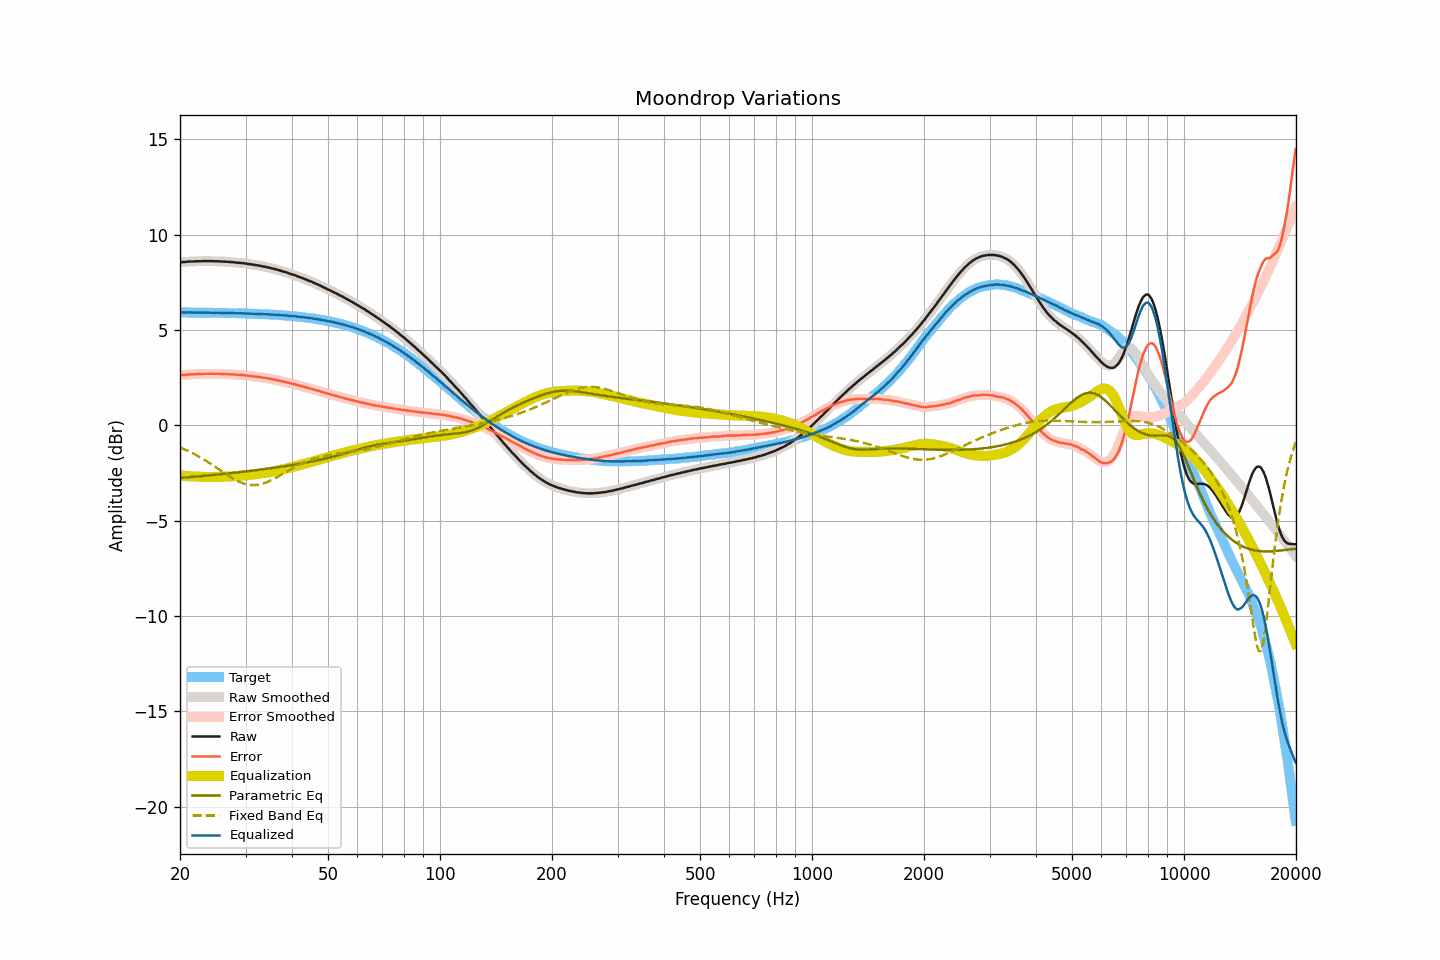 Moondrop Variations
15
10
5
0
−5
−10
−15
−20
Amplitude (dBr)
Target
Raw Smoothed
Error Smoothed
Raw
Error
Equalization
Parametric Eq
Fixed Band Eq
Equalized
20 50 100 200 500 1000 2000 5000 10000 20000
Frequency (Hz)